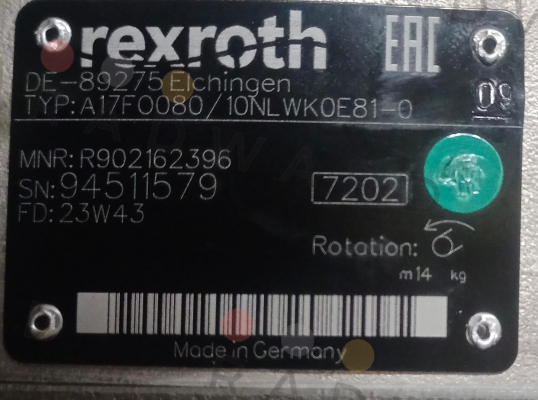 rexroth EAC
DE-89275 Elchingen
TYP: A17FO080/10NLWK0E81-0
09
MNR: R902162396
SN: 94511579
7202
FD: 23W43
Rotation:
m14 kg
Made in Germany